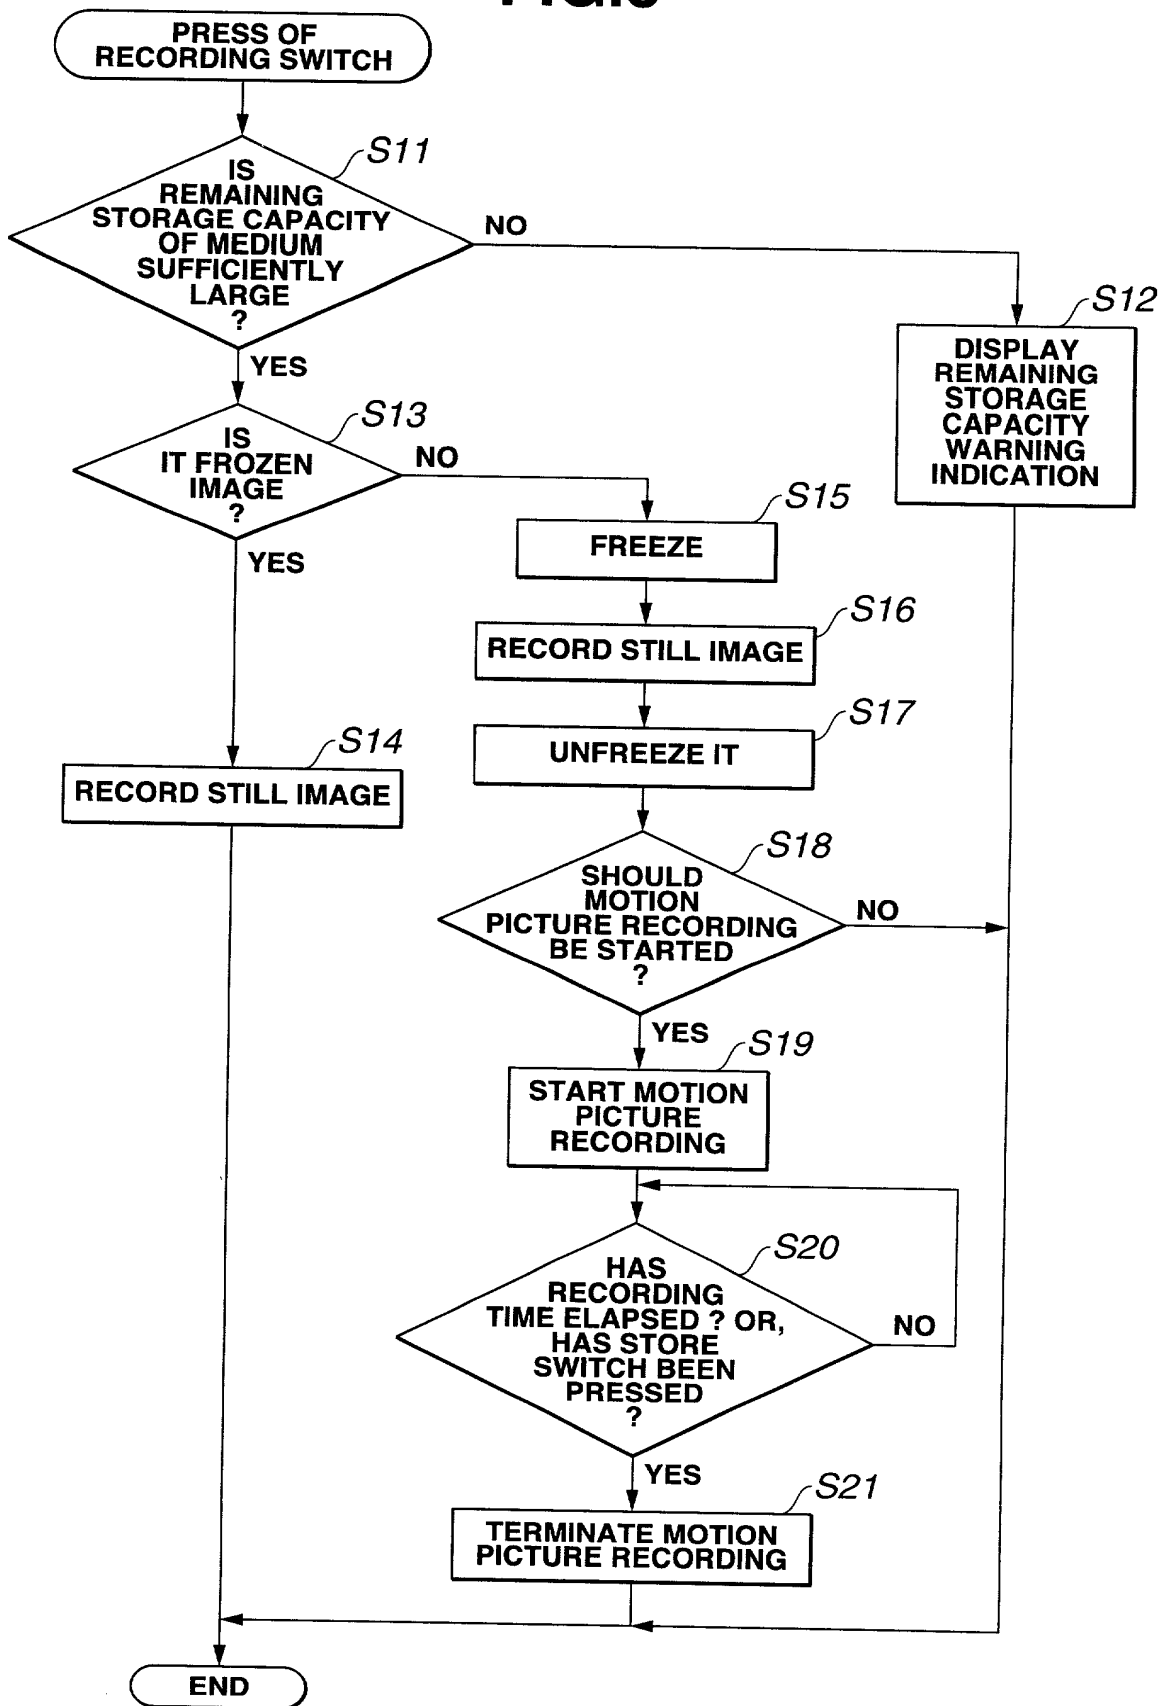 PRESS OF
RECORDING SWITCH
S11
IS
REMAINING
STORAGE CAPACITY
OF MEDIUM
SUFFICIENTLY
LARGE
?
NO
YES
S12
DISPLAY
REMAINING
STORAGE
CAPACITY
WARNING
INDICATION
S13
IS
IT FROZEN
IMAGE
?
NO
YES
S15
FREEZE
S16
RECORD STILL IMAGE
S17
UNFREEZE IT
S14
RECORD STILL IMAGE
S18
SHOULD
MOTION
PICTURE RECORDING
BE STARTED
?
NO
YES
S19
START MOTION
PICTURE
RECORDING
S20
HAS
RECORDING
TIME ELAPSED ? OR,
HAS STORE
SWITCH BEEN
PRESSED
?
NO
YES
S21
TERMINATE MOTION
PICTURE RECORDING
END